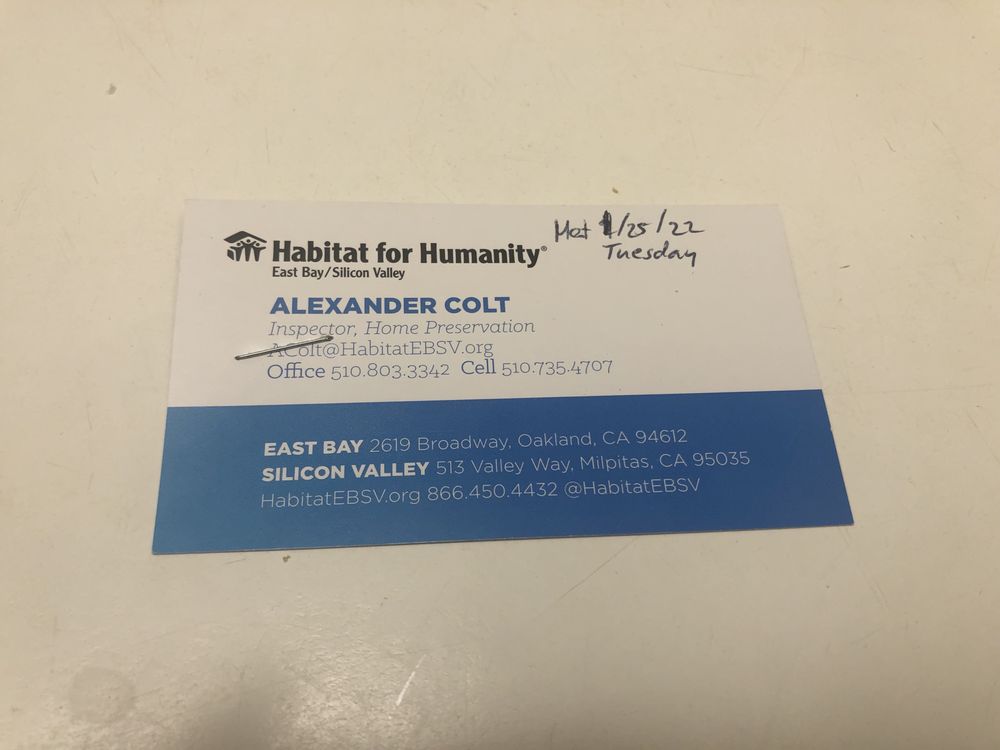 Habitat for Humanity®
East Bay/Silicon Valley
Met 1/25/22
Tuesday
ALEXANDER COLT
Inspector, Home Preservation
AColt@HabitatEBSV.org
Office 510.803.3342 Cell 510.735.4707
EAST BAY 2619 Broadway, Oakland, CA 94612
SILICON VALLEY 513 Valley Way, Milpitas, CA 95035
HabitatEBSV.org 866.450.4432 @HabitatEBSV